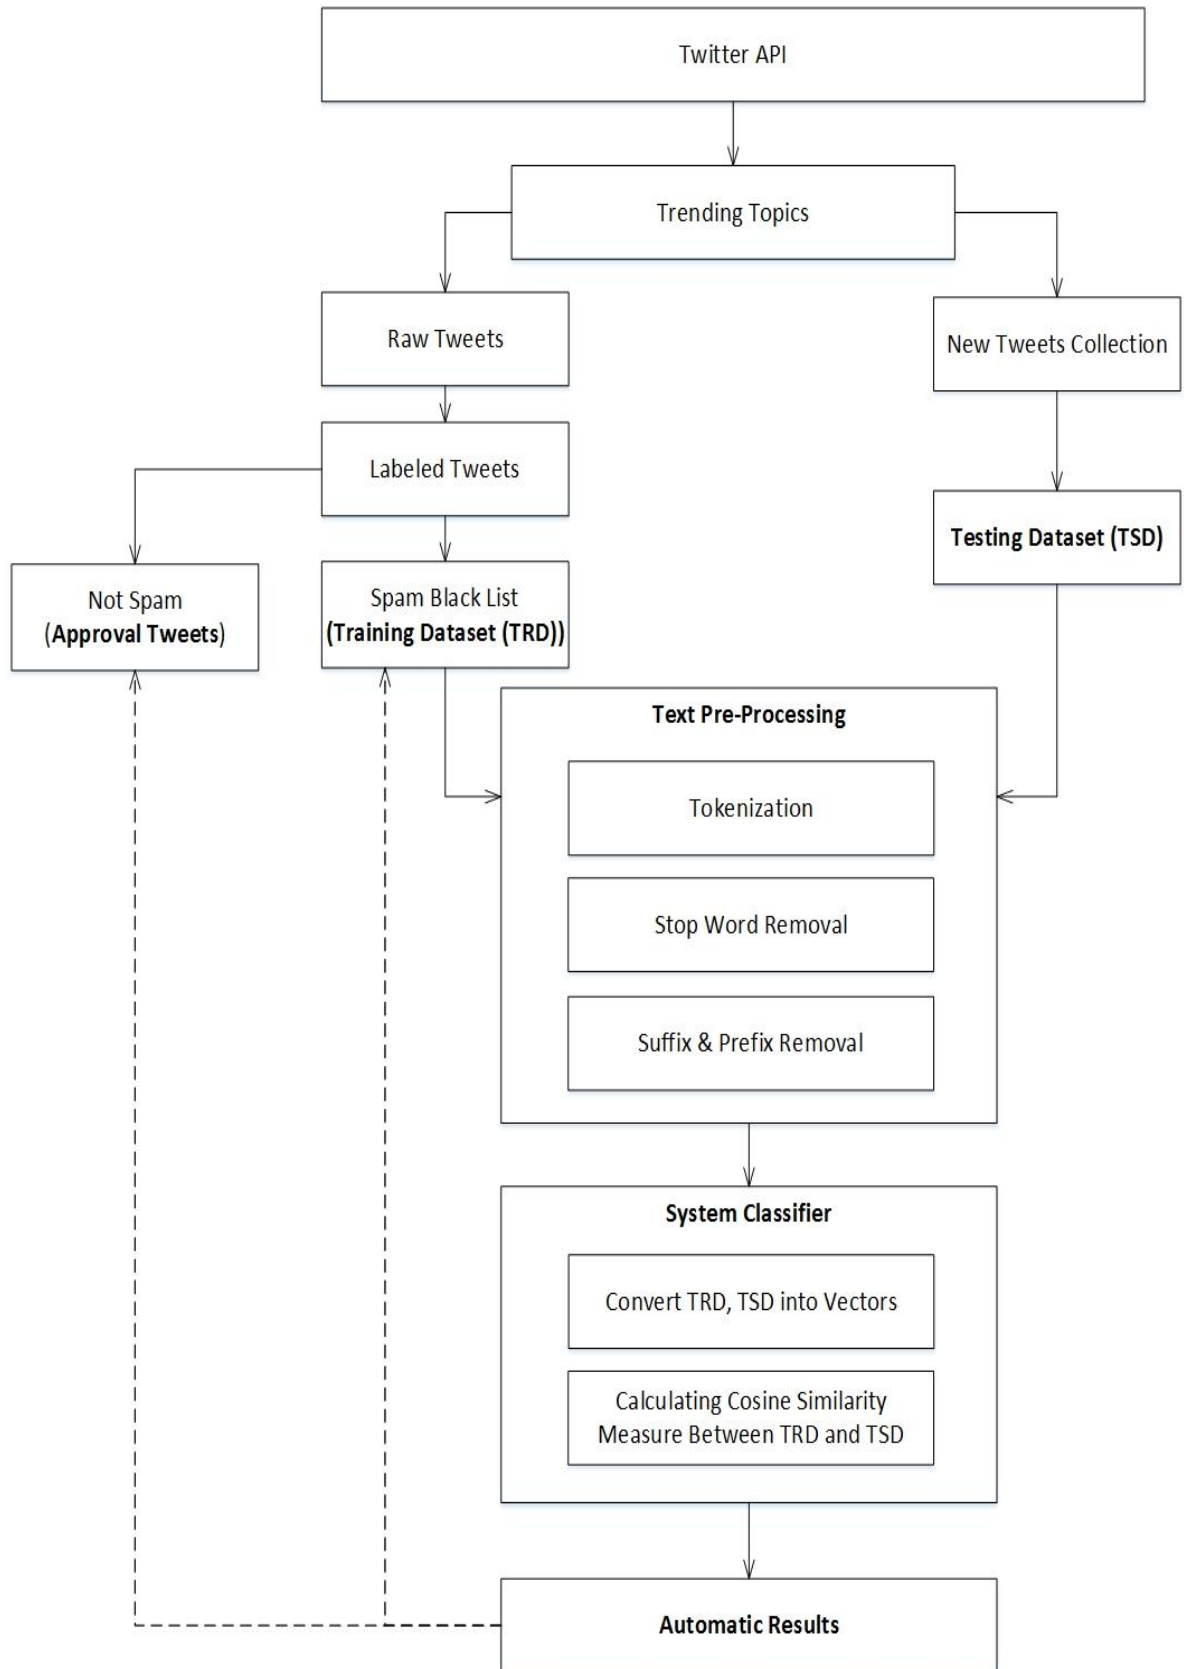 Twitter API
Trending Topics
Raw Tweets
New Tweets Collection
Labeled Tweets
Testing Dataset (TSD)
Not Spam
(Approval Tweets)
Spam Black List
(Training Dataset (TRD))
Text Pre-Processing
Tokenization
Stop Word Removal
Suffix & Prefix Removal
System Classifier
Convert TRD, TSD into Vectors
Calculating Cosine Similarity
Measure Between TRD and TSD
Automatic Results